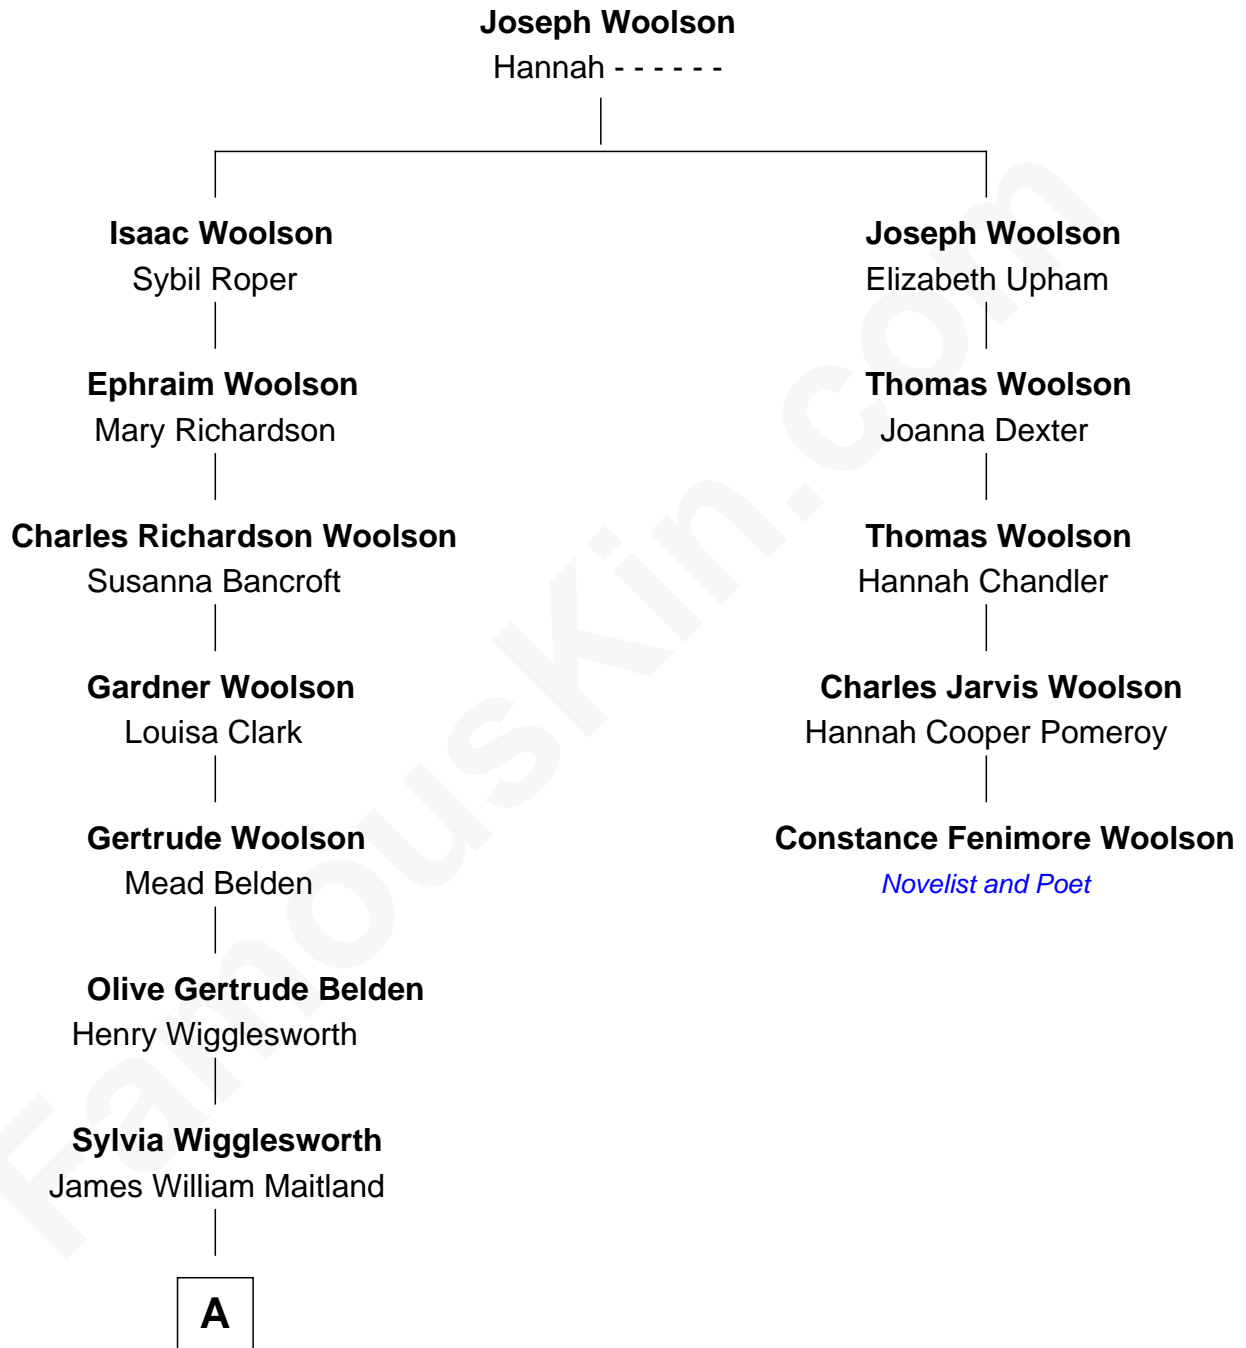 Joseph Woolson
Hannah - - - - - -
Isaac Woolson
Sybil Roper
Joseph Woolson
Elizabeth Upham
Ephraim Woolson
Mary Richardson
Thomas Woolson
Joanna Dexter
Charles Richardson Woolson
Susanna Bancroft
Thomas Woolson
Hannah Chandler
Gardner Woolson
Louisa Clark
Charles Jarvis Woolson
Hannah Cooper Pomeroy
Gertrude Woolson
Mead Belden
Constance Fenimore Woolson
Novelist and Poet
Olive Gertrude Belden
Henry Wigglesworth
Sylvia Wigglesworth
James William Maitland
A
FamousKin.com